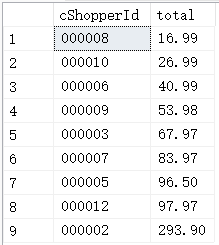 cShopperId total
1 000008 16.99
2 000010 26.99
3 000006 40.99
4 000009 53.98
5 000003 67.97
6 000007 83.97
7 000005 96.50
8 000012 97.97
9 000002 293.90